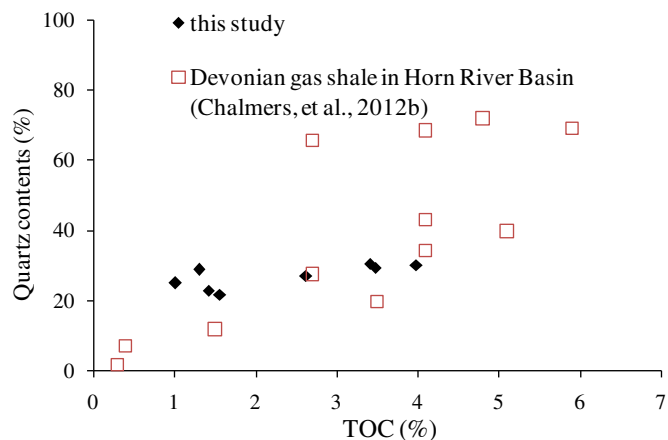 100
80
60
40
20
0
Quartz contents (%)
this study
Devonian gas shale in Horn River Basin
(Chalmers, et al., 2012b)
0 1 2 3 4 5 6 7
TOC (%)